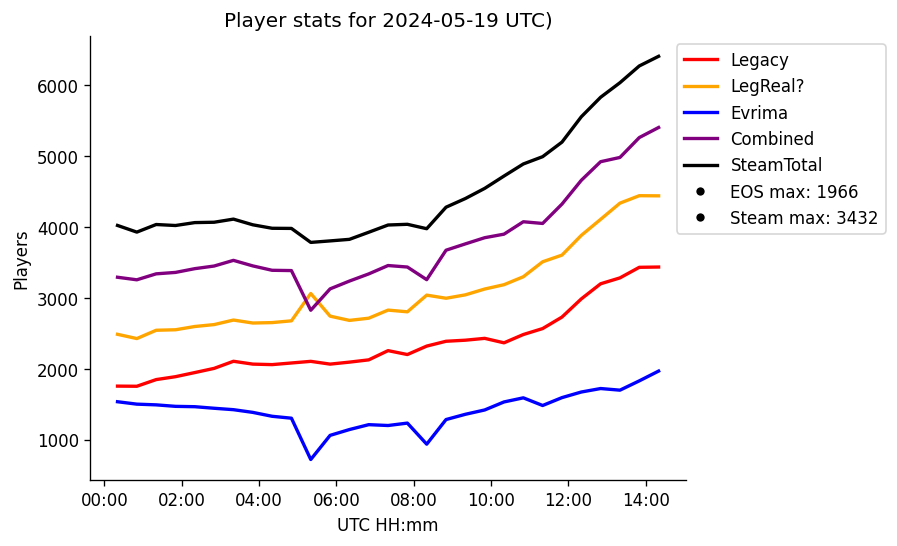 Player stats for 2024-05-19 UTC)
Players
6000
5000
4000
3000
2000
1000
00:00 02:00 04:00 06:00 08:00 10:00 12:00 14:00
UTC HH:mm
Legacy
LegReal?
Evrima
Combined
SteamTotal
EOS max: 1966
Steam max: 3432